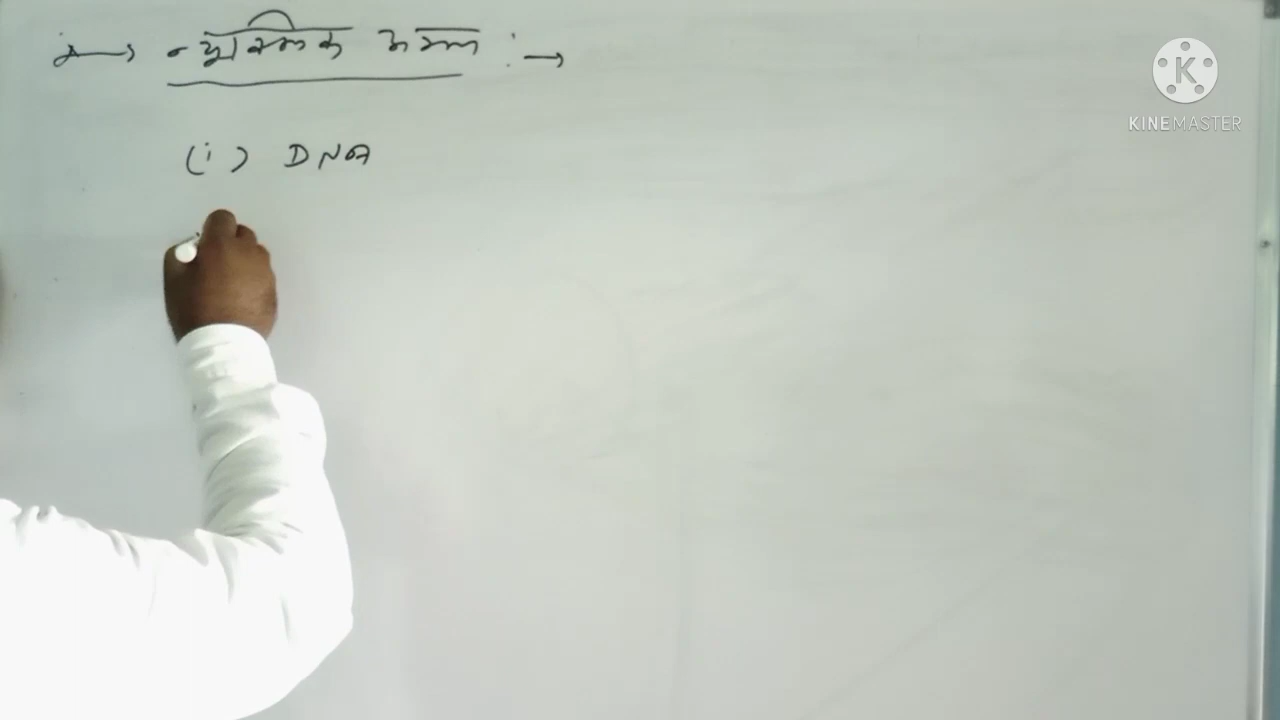 → न्यूक्लिक अम्ल :→
(i) DNA
K
KINEMASTER